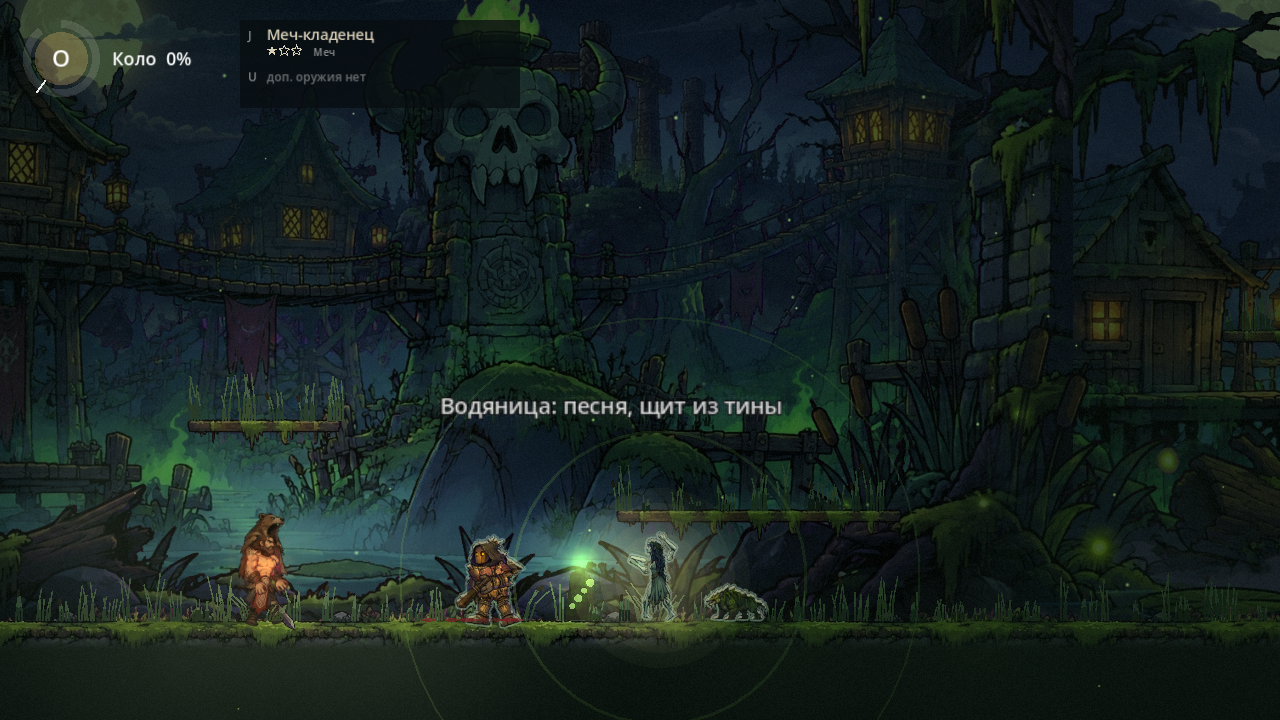 О
Коло 0%
J Меч-кладенец
★☆☆ Меч
U доп. оружия нет
Водяница: песня, щит из тины